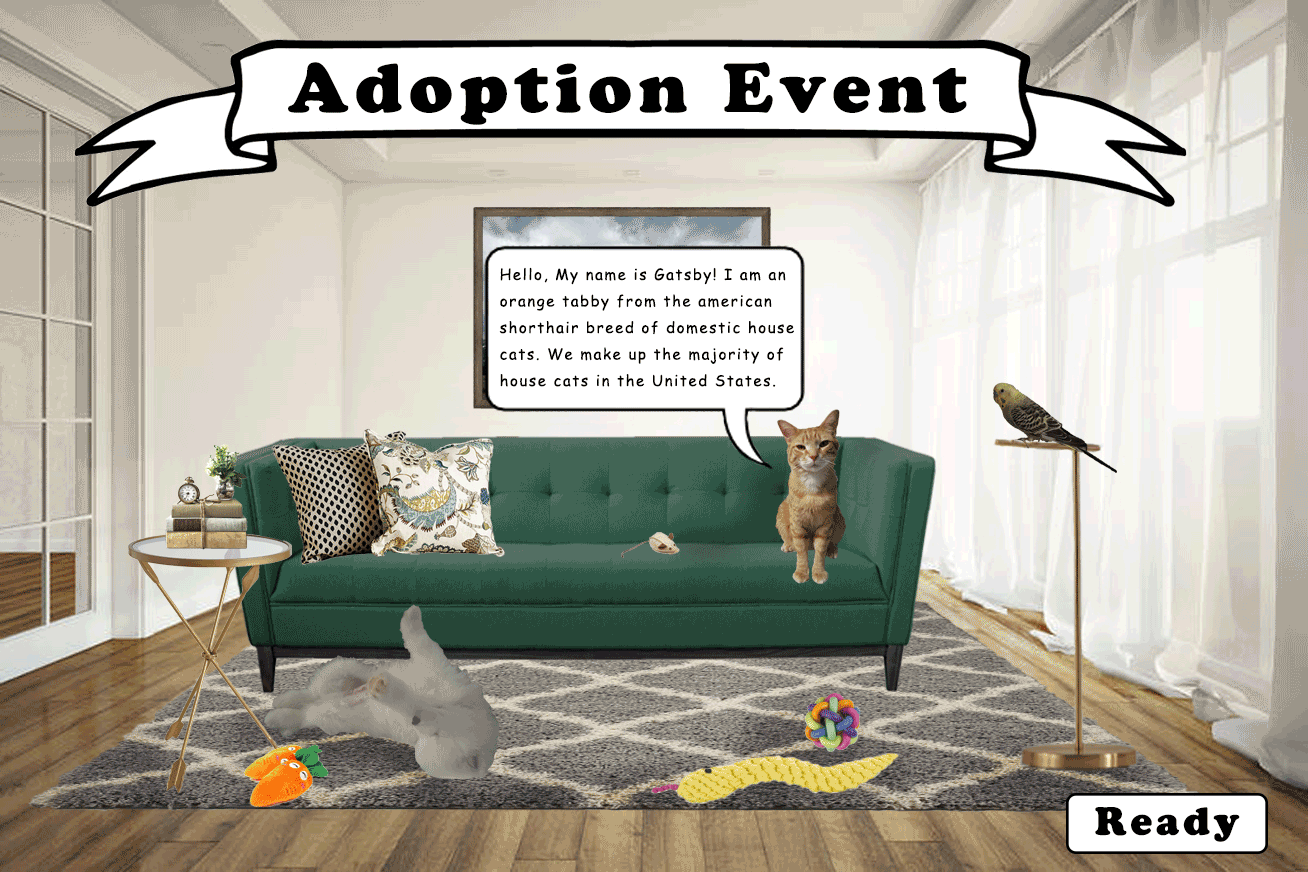 Adoption Event
Hello, My name is Gatsby! I am an
orange tabby from the american
shorthair breed of domestic house
cats. We make up the majority of
house cats in the United States.
Ready